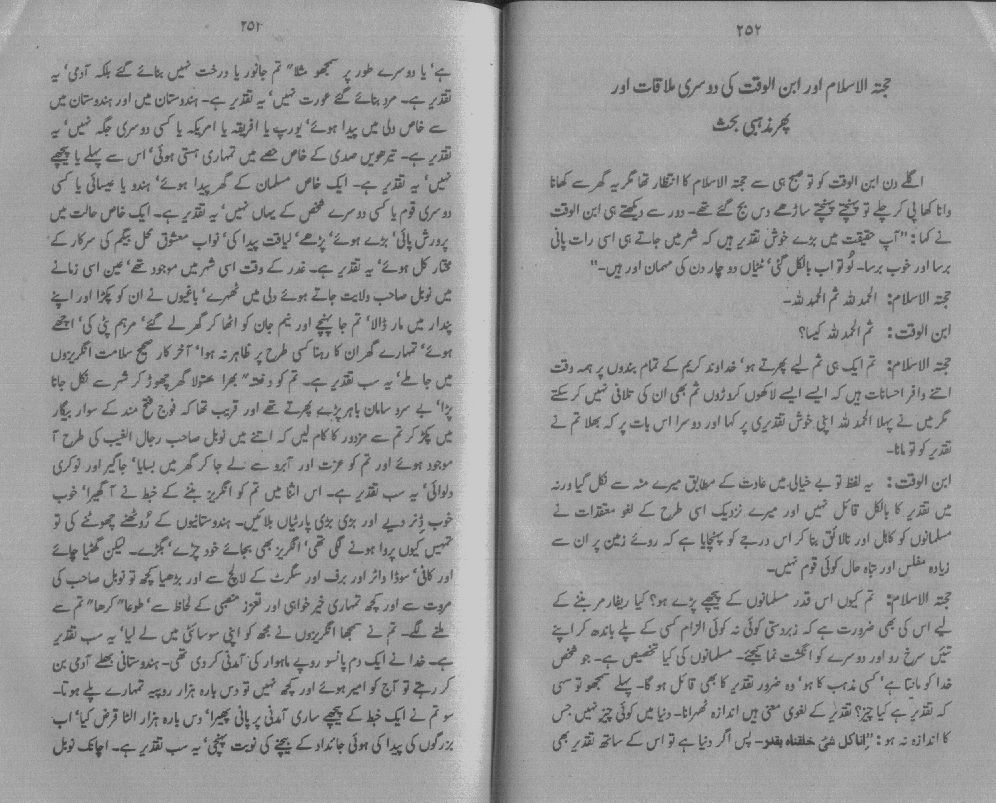 ۲۵۲
حجتہ الاسلام اور ابن الوقت کی دوسری ملاقات اور
پھر مذہبی بحث
اگلے دن ابن الوقت کو تو صبح ہی سے حجتہ الاسلام کا انتظار تھا مگر یہ گھر سے کھانا
وانا کھا پی کر چلے تو پہنچتے پہنچتے ساڑھے دس بج گئے تھے۔ دور سے دیکھتے ہی ابن الوقت
نے کہا: "آپ حقیقت میں بڑے خوش تقدیر ہیں کہ شہر میں جاتے ہی اسی رات پانی
برسا اور خوب برسا۔ لُو تو اب بالکل گئی، ٹٹیاں دو چار دن کی مہمان اور ہیں۔"
حجتہ الاسلام: الحمد للہ ثم الحمد للہ۔
ابن الوقت: ثم الحمد للہ کیسا؟
حجتہ الاسلام: تم ایک ہی ثم لیے پھرتے ہو، خداوند کریم کے تمام بندوں پر ہمہ وقت
اتنے وافر احسانات ہیں کہ ایسے ایسے لاکھوں کروڑوں ثم بھی ان کی تلافی نہیں کر سکتے
مگر میں نے پہلا الحمد للہ اپنی خوش تقدیری پر کہا اور دوسرا اس بات پر کہ بھلا تم نے
تقدیر کو تو مانا۔
ابن الوقت: یہ لفظ تو بے خیالی میں عادت کے مطابق میرے منہ سے نکل گیا ورنہ
میں تقدیر کا بالکل قائل نہیں اور میرے نزدیک اسی طرح کے لغو معتقدات نے
مسلمانوں کو کاہل اور نالائق بنا کر اس درجے کو پہنچایا ہے کہ روئے زمین پر ان سے
زیادہ مفلس اور تباہ حال کوئی قوم نہیں۔
حجتہ الاسلام: تم کیوں اس قدر مسلمانوں کے پیچھے پڑے ہو؟ کیا ریفارمر بننے کے
لیے اس کی بھی ضرورت ہے کہ زبردستی کوئی نہ کوئی الزام کسی کے پلے باندھ کر اپنے
تئیں سرخ رو اور دوسرے کو انگشت نما کیجئے۔ مسلمانوں کی کیا تخصیص ہے۔ جو شخص
خدا کو مانتا ہے، کسی مذہب کا ہو، وہ ضرور تقدیر کا بھی قائل ہو گا۔ پہلے سمجھو تو سہی
کہ تقدیر ہے کیا چیز؟ تقدیر کے لغوی معنی ہیں اندازہ ٹھہرانا۔ دنیا میں کوئی چیز نہیں جس
کا اندازہ نہ ہو: "اناکل شئ خلقناہ بقدر۔ پس اگر دنیا ہے تو اس کے ساتھ تقدیر بھی
۲۵۳
ہے، یا دوسرے طور پر سمجھو مثلا" تم جانور یا درخت نہیں بنائے گئے بلکہ آدمی، یہ
تقدیر ہے۔ مرد بنائے گئے عورت نہیں، یہ تقدیر ہے۔ ہندوستان میں اور ہندوستان میں
سے خاص دلی میں پیدا ہوئے، یورپ یا افریقہ یا امریکہ یا کسی دوسری جگہ نہیں، یہ
تقدیر ہے۔ تیرھویں صدی کے خاص حصے میں تمہاری ہستی ہوئی، اس سے پہلے یا پیچھے
نہیں، یہ تقدیر ہے۔ ایک خاص مسلمان کے گھر پیدا ہوئے، ہندو یا عیسائی یا کسی
دوسری قوم یا کسی دوسرے شخص کے یہاں نہیں، یہ تقدیر ہے۔ ایک خاص حالت میں
پرورش پائی، بڑے ہوئے، پڑھے، لیاقت پیدا کی، نواب معشوق محل بیگم کی سرکار کے
مختار کل ہوئے، یہ تقدیر ہے۔ غدر کے وقت اسی شہر میں موجود تھے، عین اسی زمانے
میں نوبل صاحب ولایت جاتے ہوئے دلی میں ٹھہرے، باغیوں نے ان کو پکڑا اور اپنے
پندار میں مار ڈالا، تم جا پہنچے اور نیم جان کو اٹھا کر گھر لے گئے، مرہم پٹی کی، اچھے
ہوئے، تمہارے گھر ان کا رہنا کسی طرح پر ظاہر نہ ہوا، آخر کار صحیح سلامت انگریزوں
میں جا ملے، یہ سب تقدیر ہے۔ تم کو دفعتہ" بھرا بھتولا گھر چھوڑ کر شہر سے نکل جانا
پڑا، بے سرو سامان باہر پڑے پھرتے تھے اور قریب تھا کہ فوج فتح مند کے سوار بیگار
میں پکڑ کر تم سے مزدور کا کام لیں کہ اتنے میں نوبل صاحب رجال الغیب کی طرح آ
موجود ہوئے اور تم کو عزت اور آبرو سے لے جا کر گھر میں بسایا، جاگیر اور نوکری
دلوائی، یہ سب تقدیر ہے۔ اس اثنا میں تم کو انگریز بننے کے خبط نے آ گھیرا، خوب
خوب ڈنر دیے اور بڑی بڑی پارٹیاں بلائیں۔ ہندوستانیوں کے رُوٹھنے چھوٹنے کی تو
تمہیں کیوں پروا ہونے لگی تھی، انگریز بھی بجائے خود چڑے، بگڑے۔ لیکن گھٹیا چائے
اور کافی، سوڈا واٹر اور برف اور سگرٹ کے لالچ سے اور بڑھیا کچھ تو نوبل صاحب کی
مروت سے اور کچھ تمہاری خیر خواہی اور تعزز منصبی کے لحاظ سے، طوعا" کرھا" تم سے
ملنے لگے۔ تم نے سمجھا انگریزوں نے مجھ کو اپنی سوسائٹی میں لے لیا، یہ سب تقدیر
ہے۔ خدا نے ایک دم پانسو روپے ماہوار کی آمدنی کر دی تھی۔ ہندوستانی بھلے آدمی بن
کر رہتے تو آج کو امیر ہوئے اور کچھ نہیں تو دس بارہ ہزار روپیہ تمہارے پلے ہوتا۔
سو تم نے ایک خبط کے پیچھے ساری آمدنی پر پانی پھیرا، دس بارہ ہزار الٹا قرض کیا، اب
بزرگوں کی پیدا کی ہوئی جائداد کے بیچنے کی نوبت پہنچی، یہ سب تقدیر ہے۔ اچانک نوبل